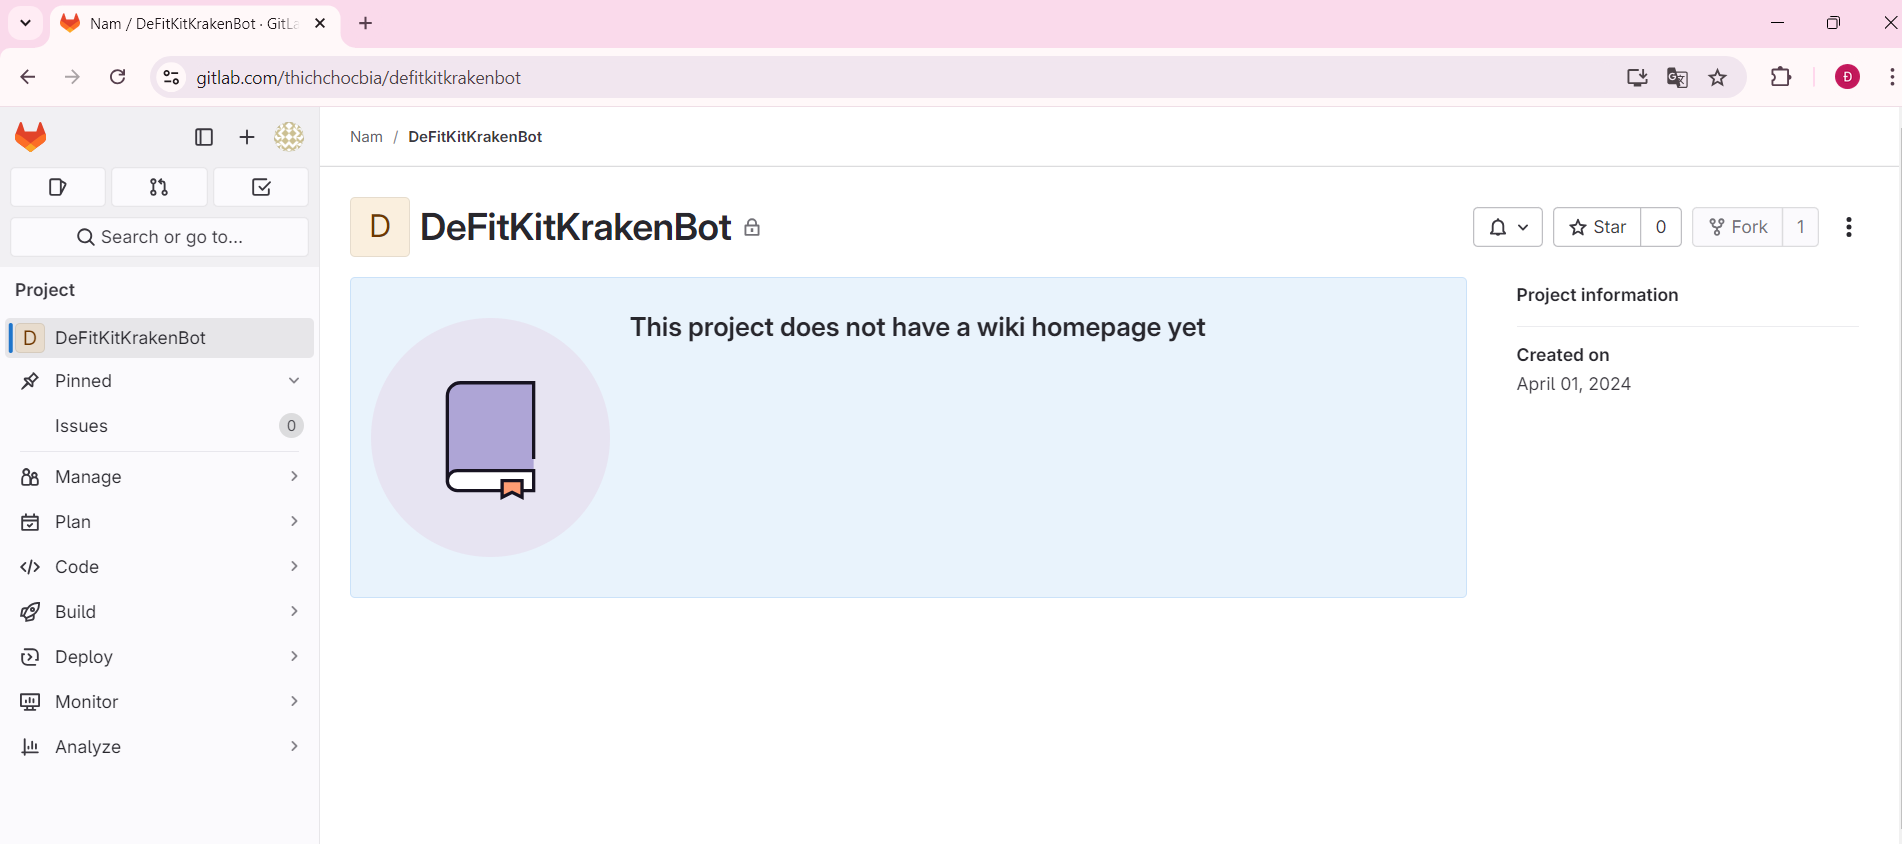 Nam / DeFitKitKrakenBot · GitLa
gitlab.com/thichchocbia/defitkitkrakenbot
Đ
Nam / DeFitKitKrakenBot
Search or go to...
Project
D DeFitKitKrakenBot
Pinned
Issues 0
Manage
Plan
Code
Build
Deploy
Monitor
Analyze
D DeFitKitKrakenBot
Star 0
Fork 1
This project does not have a wiki homepage yet
Project information
Created on
April 01, 2024